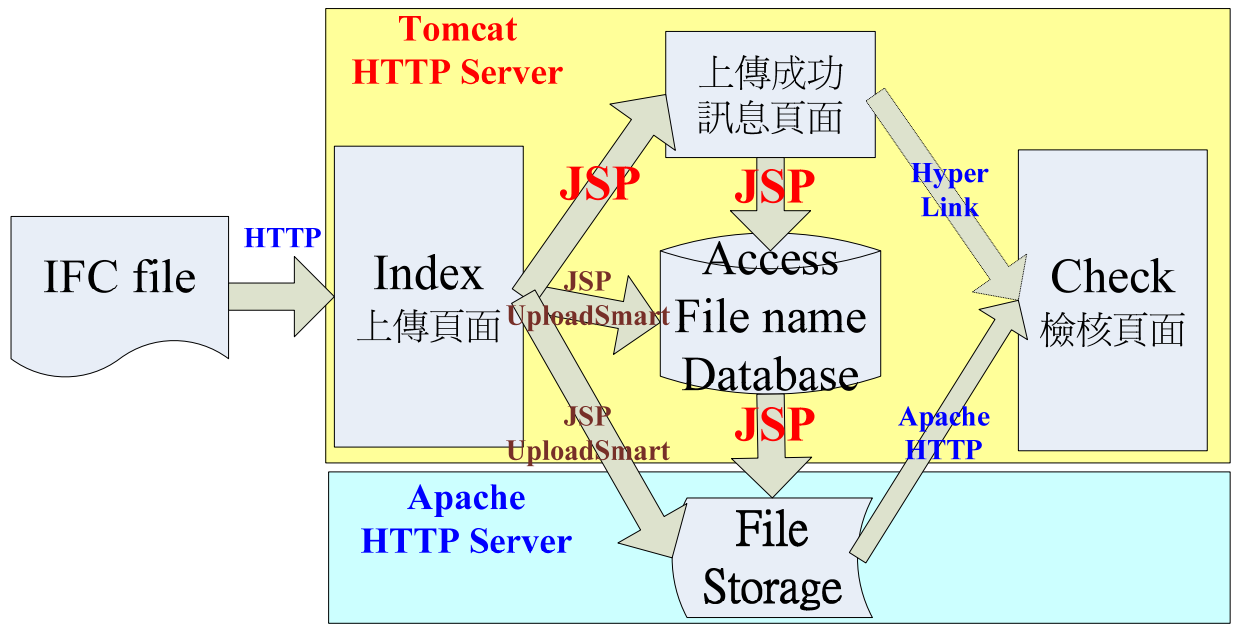 Tomcat
HTTP Server
上傳成功
訊息頁面
JSP
JSP
Hyper
Link
HTTP
IFC file
Index
上傳頁面
JSP
UploadSmart
Access
File name
Database
Check
檢核頁面
JSP
UploadSmart
JSP
Apache
HTTP
Apache
HTTP Server
File
Storage